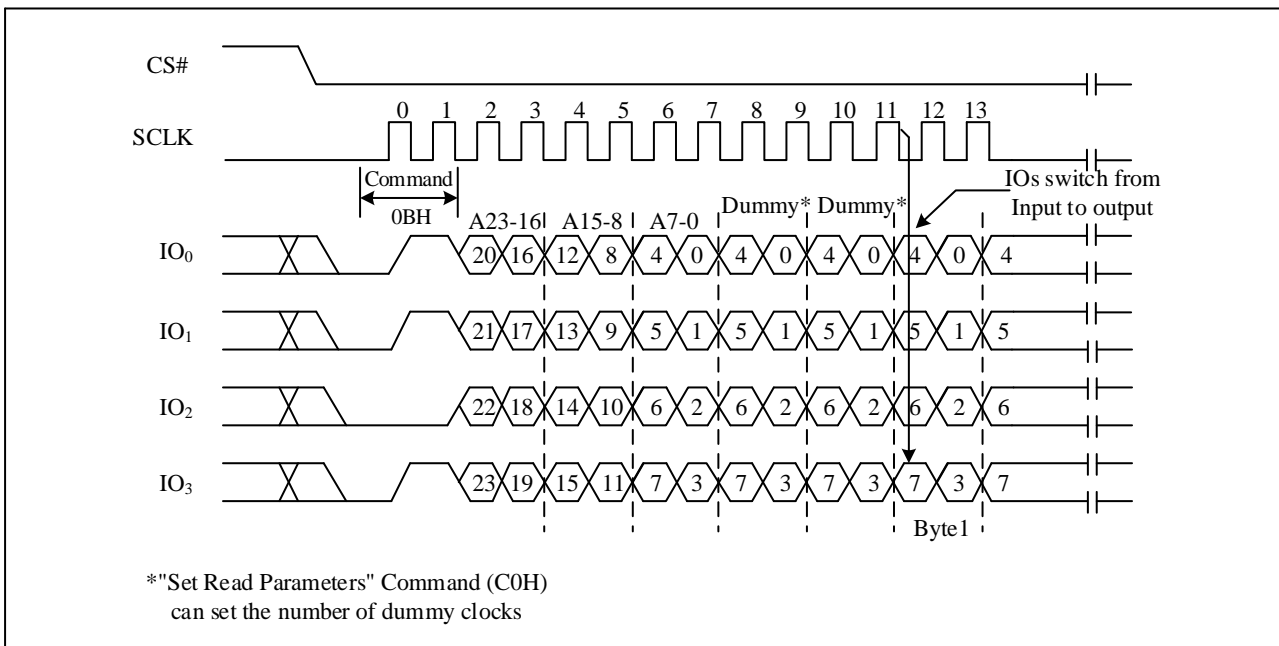 CS#
0 1 2 3 4 5 6 7 8 9 10 11 12 13
SCLK
Command
0BH
IOs switch from
Input to output
Dummy* Dummy*
A23-16 A15-8 A7-0
IO0 20 16 12 8 4 0 4 0 4 0 4 0 4
IO1 21 17 13 9 5 1 5 1 5 1 5 1 5
IO2 22 18 14 10 6 2 6 2 6 2 6 2 6
IO3 23 19 15 11 7 3 7 3 7 3 7 3 7
Byte1
*"Set Read Parameters" Command (C0H)
can set the number of dummy clocks